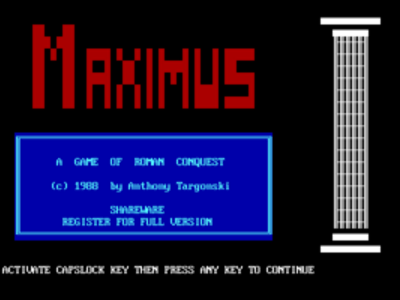 MAXIMUS
A GAME OF ROMAN CONQUEST
(c) 1988 by Anthony Targonski
SHAREWARE
REGISTER FOR FULL VERSION
ACTIVATE CAPSLOCK KEY THEN PRESS ANY KEY TO CONTINUE